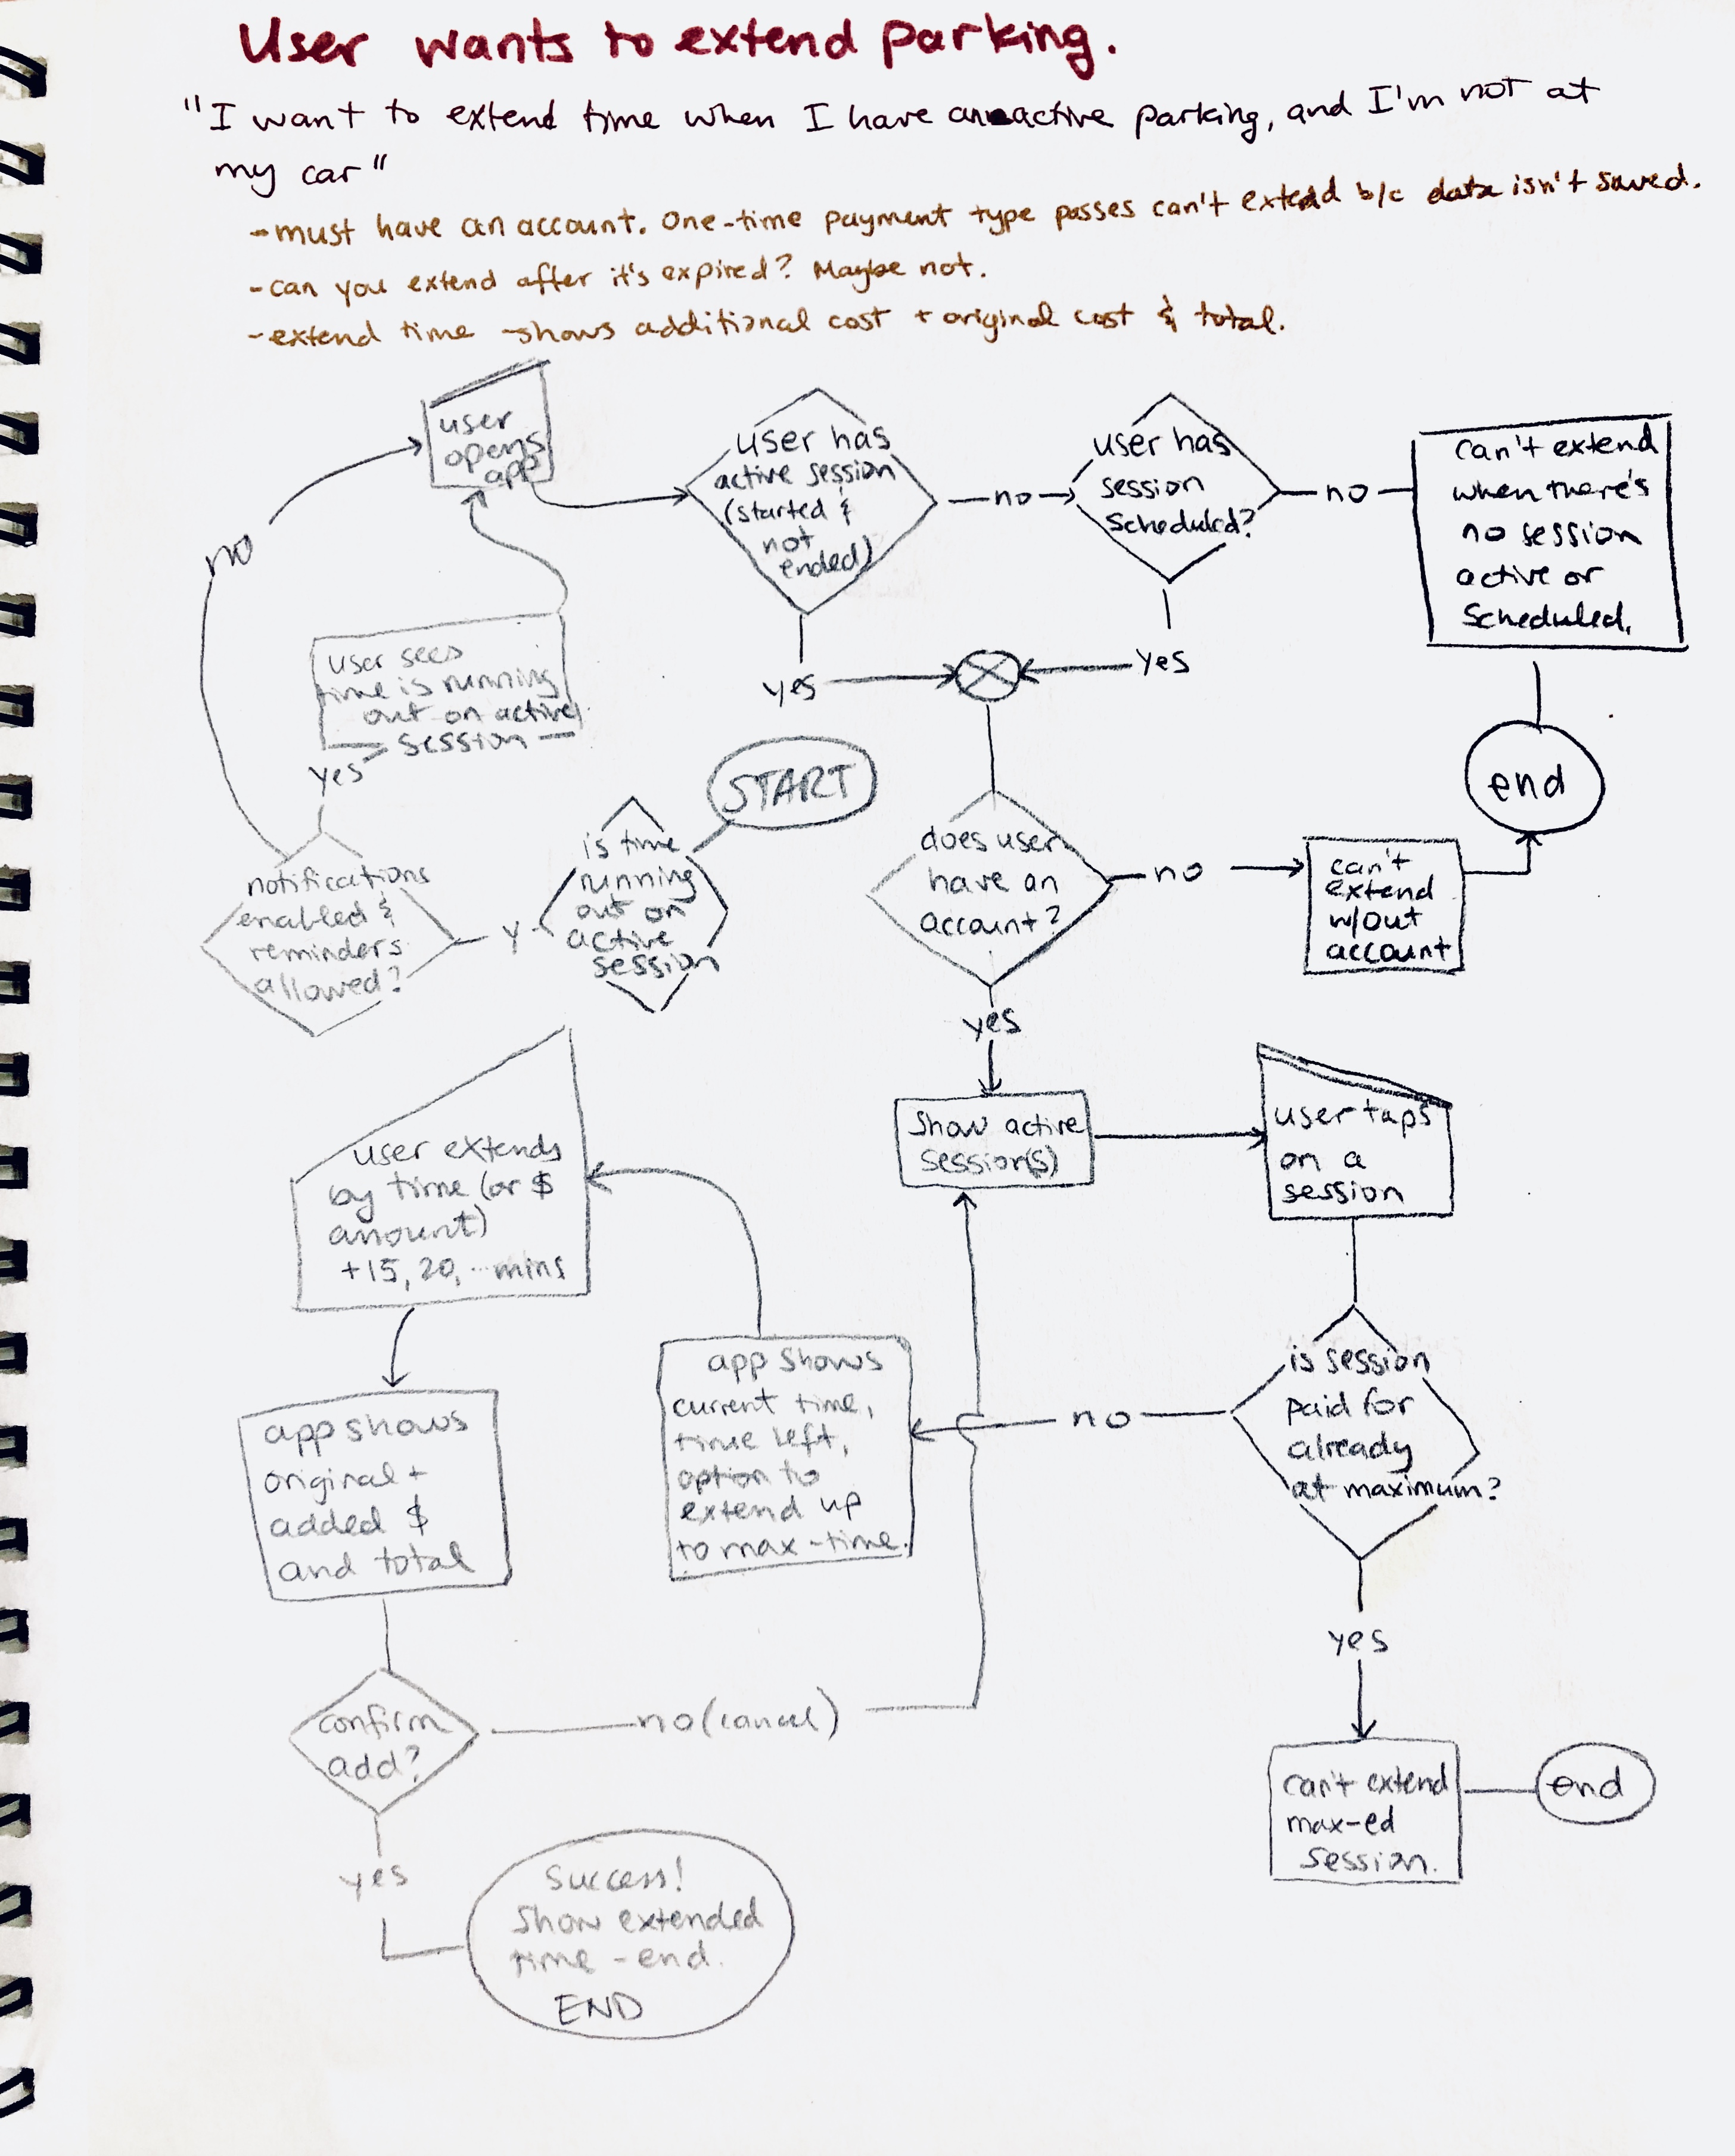 User wants to extend parking.
"I want to extend time when I have an active parking, and I'm not at
my car"
- must have an account. One-time payment type passes can't extend b/c data isn't saved.
- can you extend after it's expired? Maybe not.
- extend time - shows additional cost + original cost & total.
user
opens
app
user has
active session
(started &
not
ended)
no
user has
session
scheduled?
no
can't extend
when there's
no session
active or
scheduled.
no
yes
yes
user sees
time is running
out on active
session
yes
START
end
is time
running
out on
active
session
y
notifications
enabled &
reminders
allowed?
does user
have an
account?
no
can't
extend
w/out
account
yes
show active
session(s)
user taps
on a
session
user extends
by time (or $
amount)
+15, 20, ... mins
is session
paid for
already
at maximum?
no
app shows
current time,
time left,
option to
extend up
to max-time.
app shows
original +
added $
and total
yes
confirm
add?
no (cancel)
can't extend
max-ed
session.
end
yes
Success!
Show extended
time - end.
END